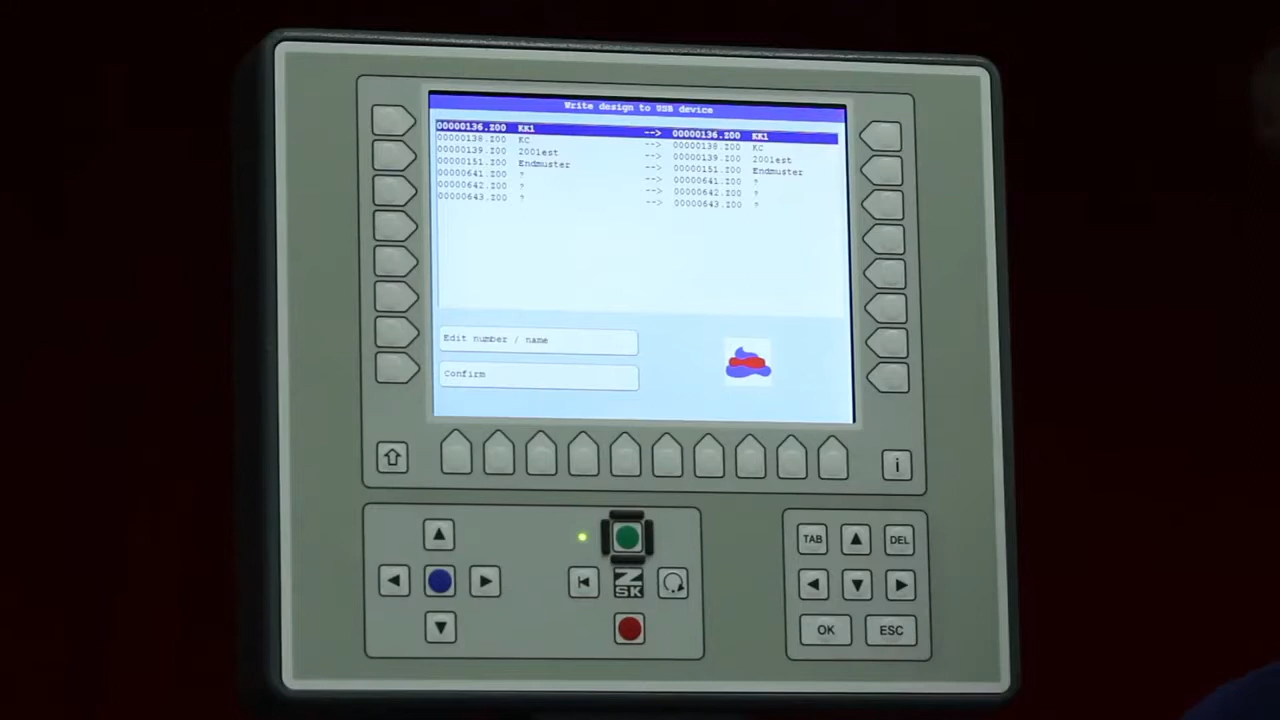 Write design to USB device
00000136.Z00 KK1 --> 00000136.Z00 KK1
00000138.Z00 KC --> 00000138.Z00 KC
00000139.Z00 2001est --> 00000139.Z00 2001est
00000151.Z00 Endmuster --> 00000151.Z00 Endmuster
00000641.Z00 ? --> 00000641.Z00 ?
00000642.Z00 ? --> 00000642.Z00 ?
00000643.Z00 ? --> 00000643.Z00 ?
Edit number / name
Confirm
i
TAB DEL
ZSK
OK ESC